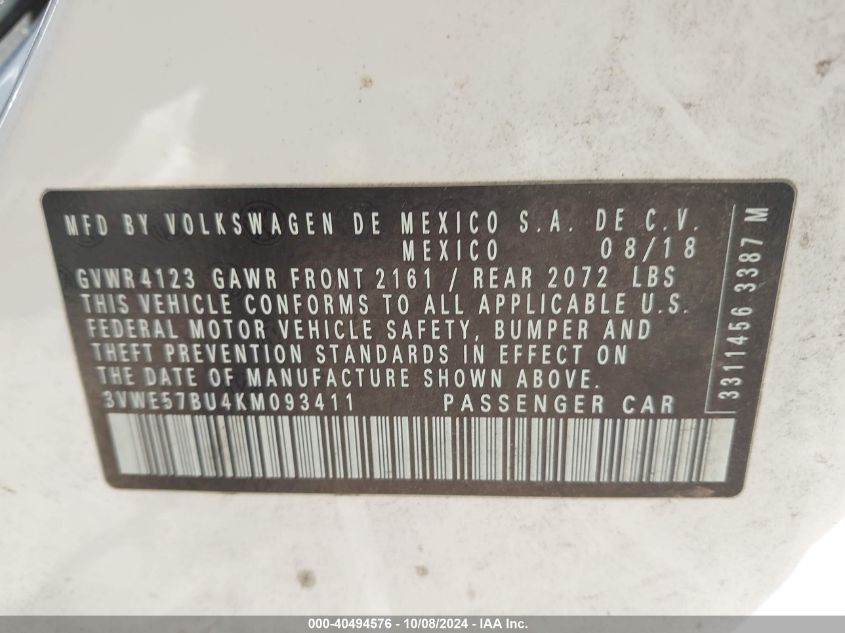 MFD BY VOLKSWAGEN DE MEXICO S.A. DE C.V.
MEXICO 08/18
GVWR 4123 GAWR FRONT 2161 / REAR 2072 LBS
THIS VEHICLE CONFORMS TO ALL APPLICABLE U.S.
FEDERAL MOTOR VEHICLE SAFETY, BUMPER AND
THEFT PREVENTION STANDARDS IN EFFECT ON
THE DATE OF MANUFACTURE SHOWN ABOVE.
3VWE57BU4KM093411 PASSENGER CAR
3311456 3387 M
000-40494576 - 10/08/2024 - IAA Inc.